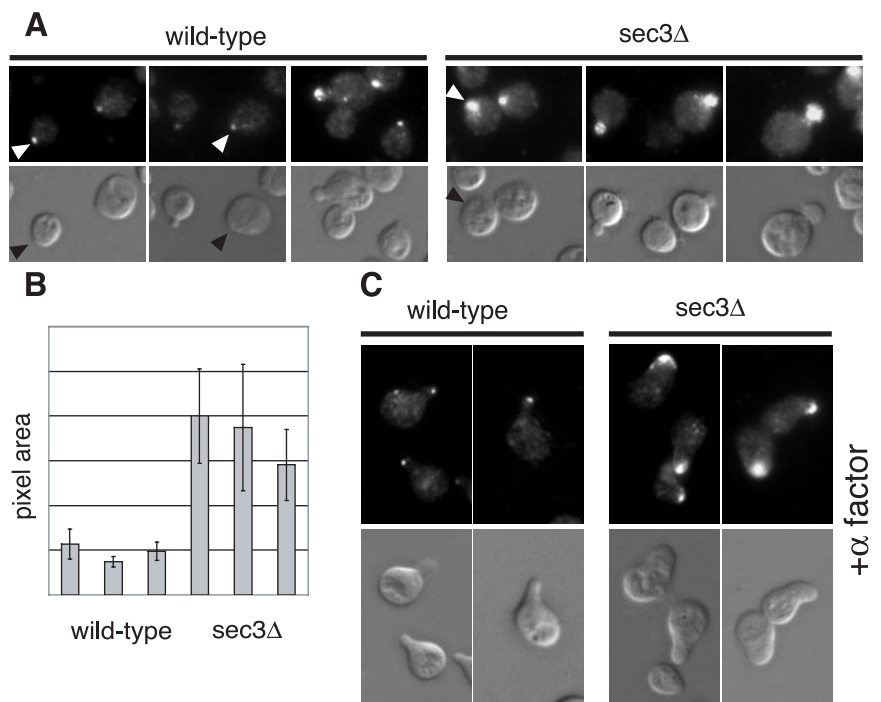 A
wild-type
sec3Δ
B
pixel area
wild-type
sec3Δ
C
wild-type
sec3Δ
+α factor